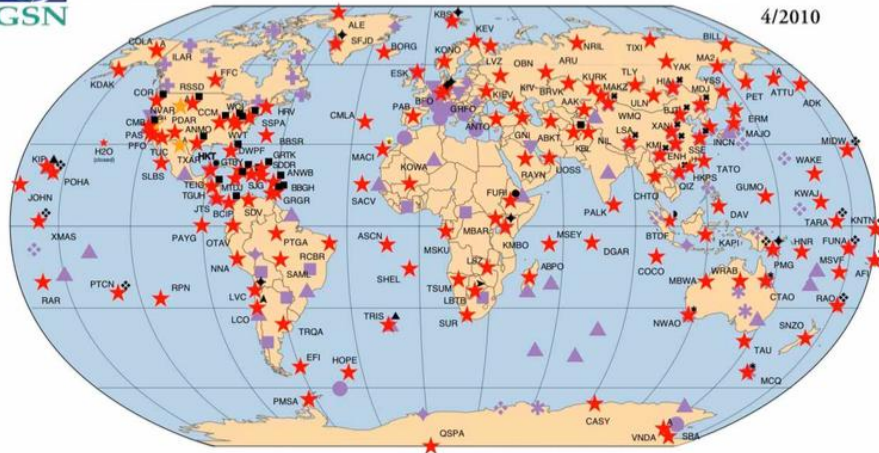 GSN
4/2010
ALE
KBS
SFJD
KEV
COLA
A
ILAR
BORG
KONO
LVZ
NRIL
TIXI
BILL
KDAK
FFC
RSSD
ESK
OBN
ARU
YAK
MA2
COR
NVAR
CCM
WCI
HRV
BFO
GRFO
KIEV
KIV
BRVK
KURK
MAKZ
TLY
HIA
MDJ
YSS
PET
ATTU
ADK
CMB
PDAR
SSPA
PAB
AAK
ULN
BJT
ERM
PAS
ANMO
WVT
BBSR
CMLA
ANTO
GNI
ABKT
WMQ
XAN
MAJO
PFO
TUC
TXAR
HKT
DWPF
GRTK
MACI
KBL
NIL
LSA
KMI
ENH
SSE
INCN
MIDW
H2O
(closed)
KIP
SLBS
GTBY
SDDR
ANWB
KOWA
RAYN
UOSS
TATO
WAKE
POHA
TEIG
MTDJ
SJG
BBGH
CHTO
QIZ
HKPS
JOHN
TGUH
GRGR
SACV
FURI
PALK
GUMO
KWAJ
JTS
BCIP
SDV
DAV
TARA
KNTN
XMAS
PAYG
OTAV
PTGA
ASCN
MSKU
MBAR
KMBO
MSEY
DGAR
BTDF
KAPI
PMG
HNR
FUNA
MSVF
NNA
SAML
RCBR
SHEL
LSZ
TSUM
ABPO
COCO
MBWA
WRAB
CTAO
AFI
RAR
PTCN
RPN
LVC
LBTB
RAO
LCO
TRQA
TRIS
SUR
NWAO
SNZO
EFI
HOPE
TAU
MCQ
PMSA
CASY
QSPA
VNDA
SBA